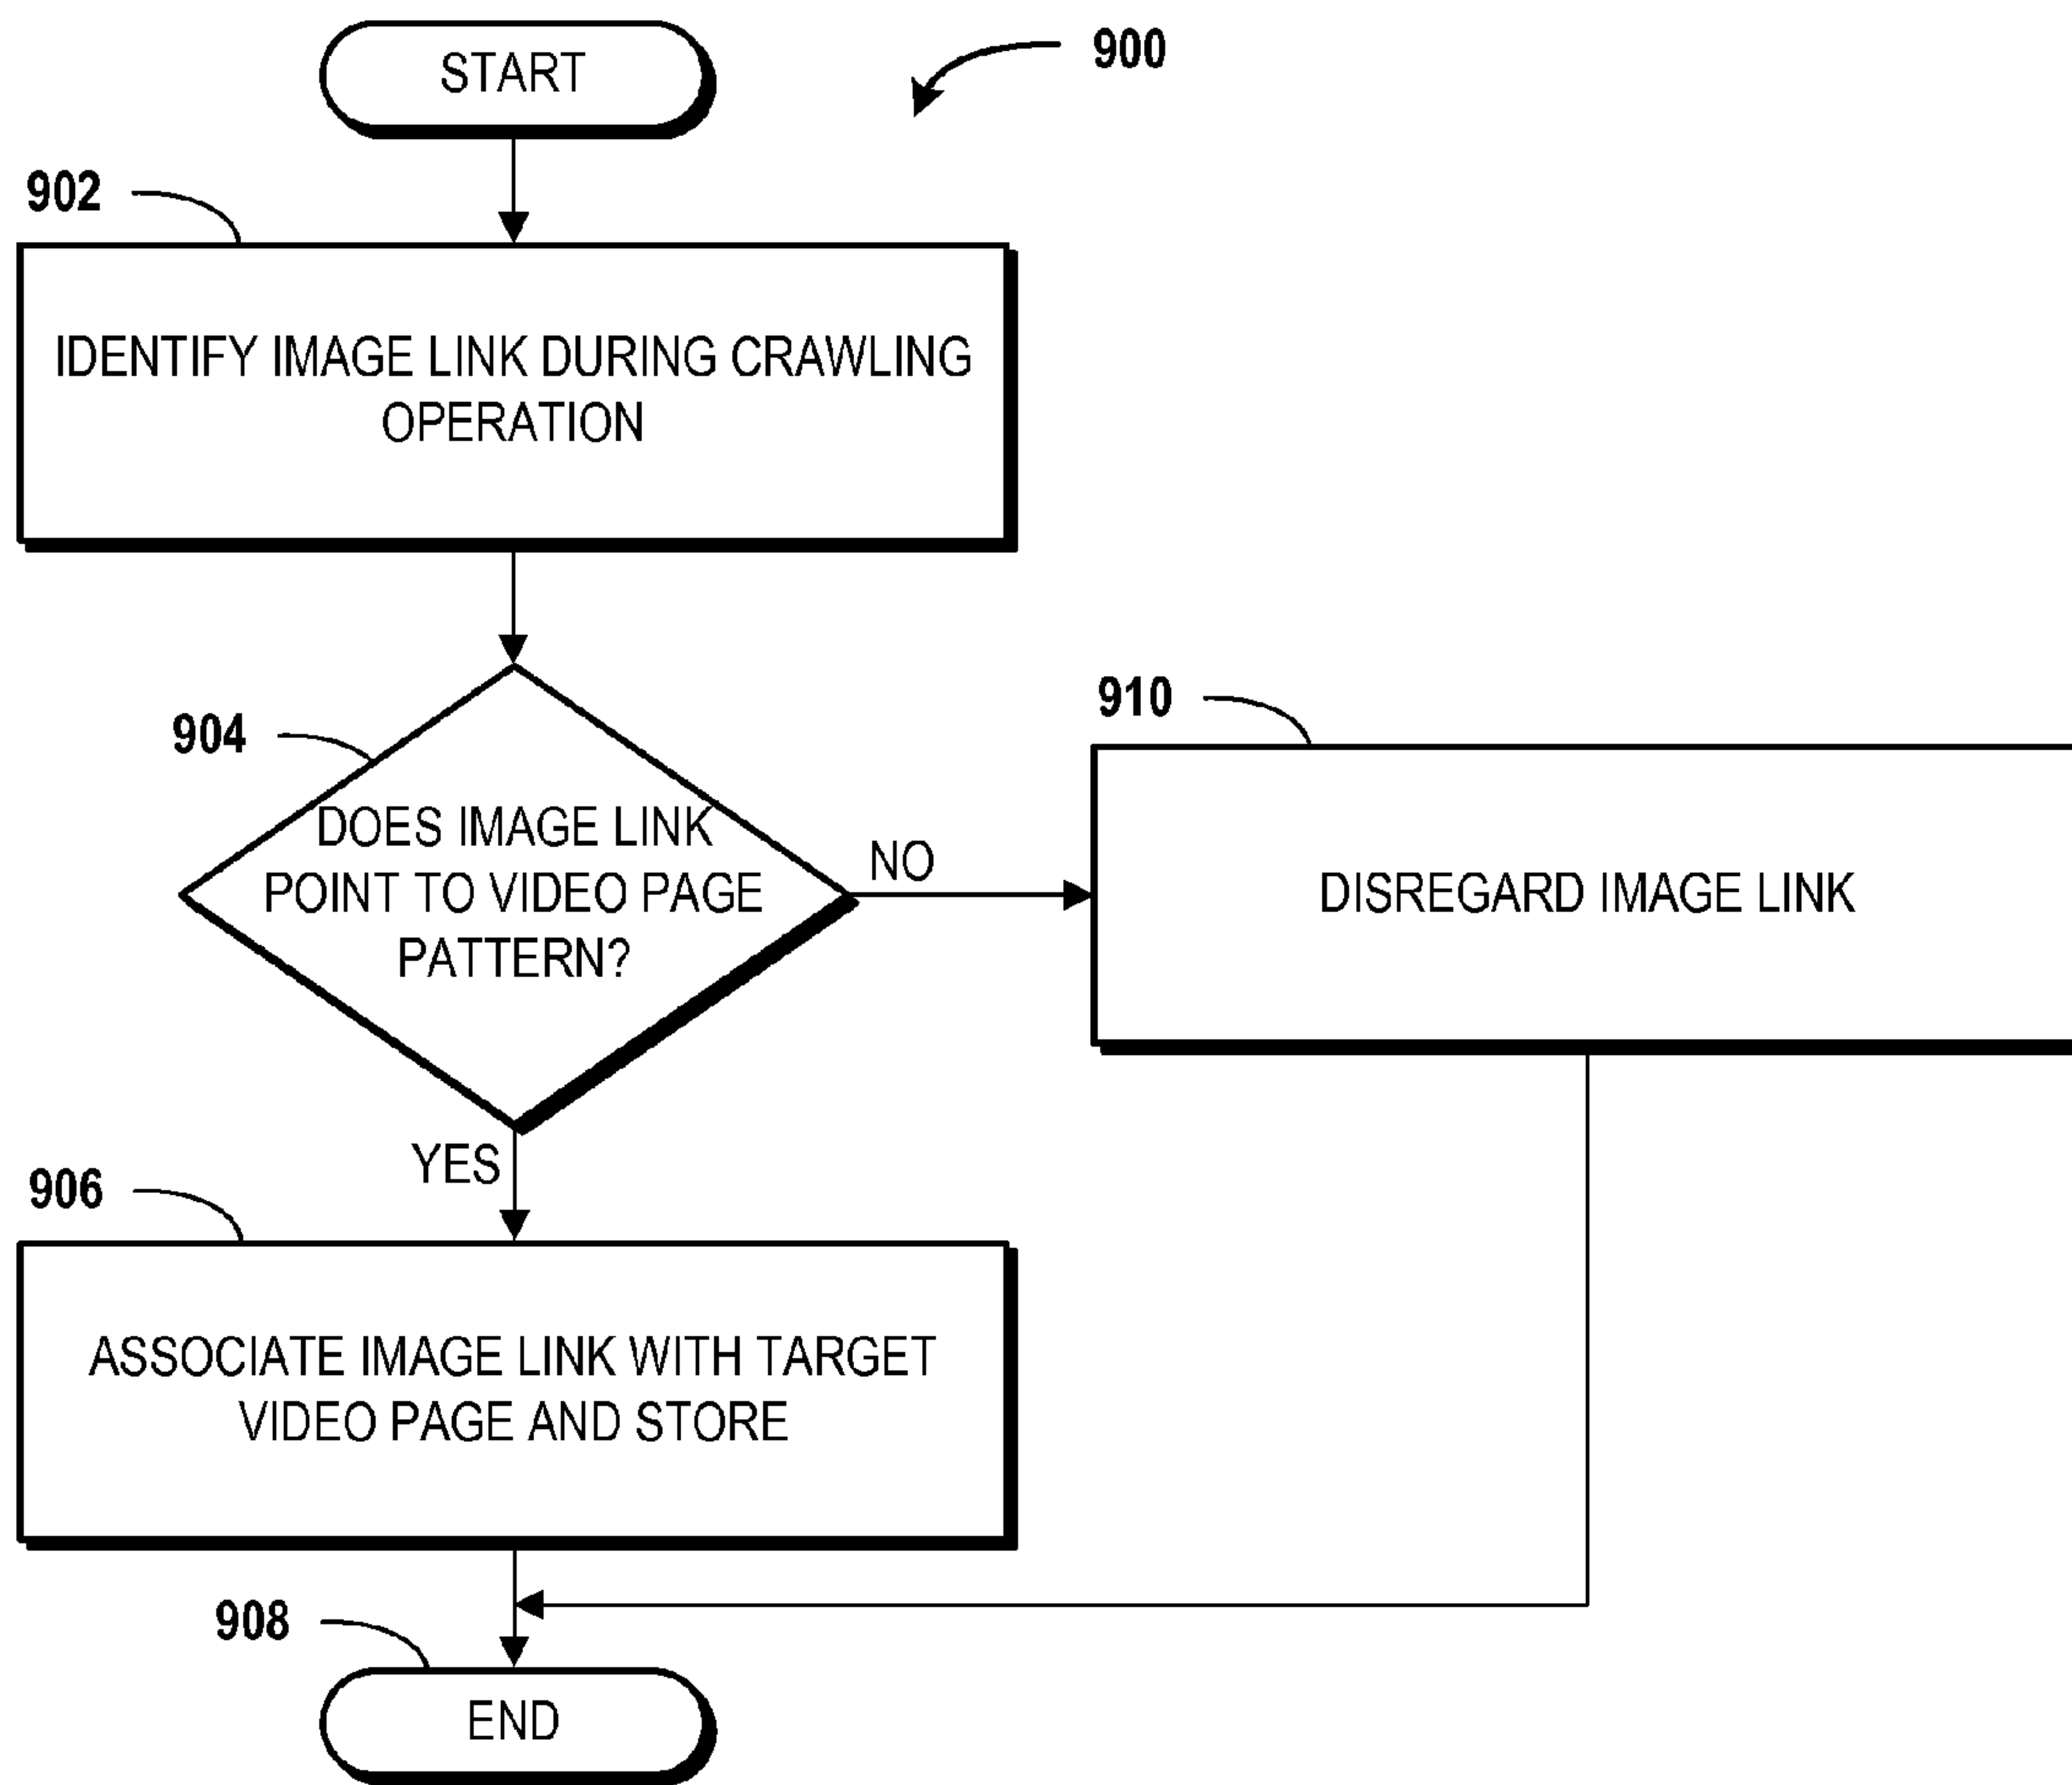 START
900
902
IDENTIFY IMAGE LINK DURING CRAWLING
OPERATION
904
DOES IMAGE LINK
POINT TO VIDEO PAGE
PATTERN?
NO
910
DISREGARD IMAGE LINK
YES
906
ASSOCIATE IMAGE LINK WITH TARGET
VIDEO PAGE AND STORE
908
END